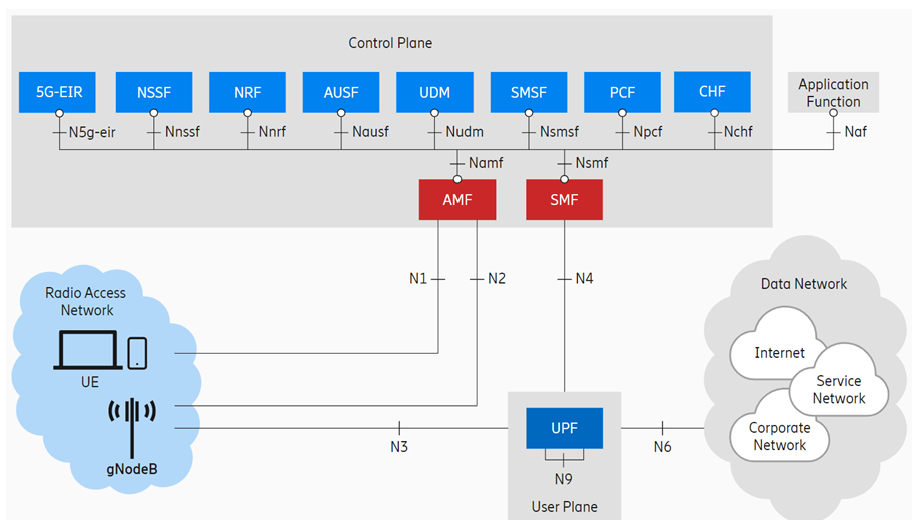 Control Plane
5G-EIR
NSSF
NRF
AUSF
UDM
SMSF
PCF
CHF
Application
Function
N5g-eir
Nnssf
Nnrf
Nausf
Nudm
Nsmsf
Npcf
Nchf
Naf
Namf
Nsmf
AMF
SMF
N1
N2
N4
Radio Access
Network
UE
gNodeB
Data Network
Internet
Service
Network
Corporate
Network
N3
UPF
N6
N9
User Plane